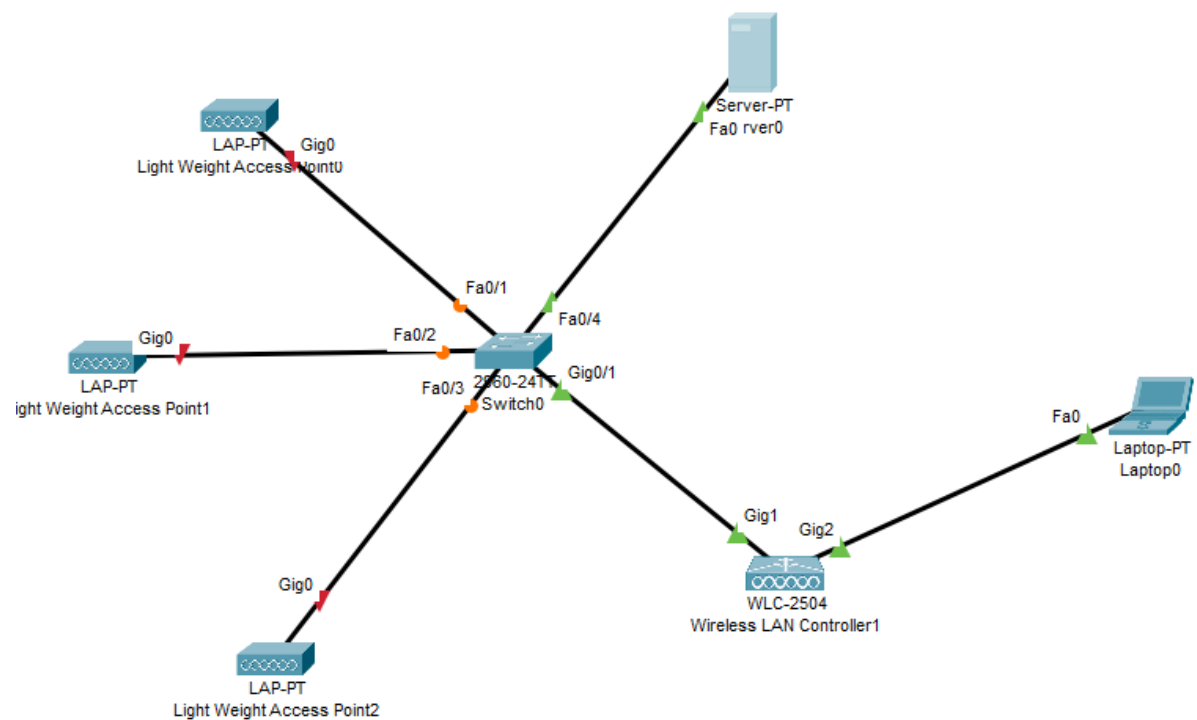 Server-PT
Fa0 rver0
LAP-PT Gig0
Light Weight Access Point0
Fa0/1
Fa0/4
Gig0 Fa0/2
LAP-PT
ight Weight Access Point1
Fa0/3 2960-24TT Gig0/1
Switch0
Fa0
Laptop-PT
Laptop0
Gig1 Gig2
WLC-2504
Wireless LAN Controller1
Gig0
LAP-PT
Light Weight Access Point2